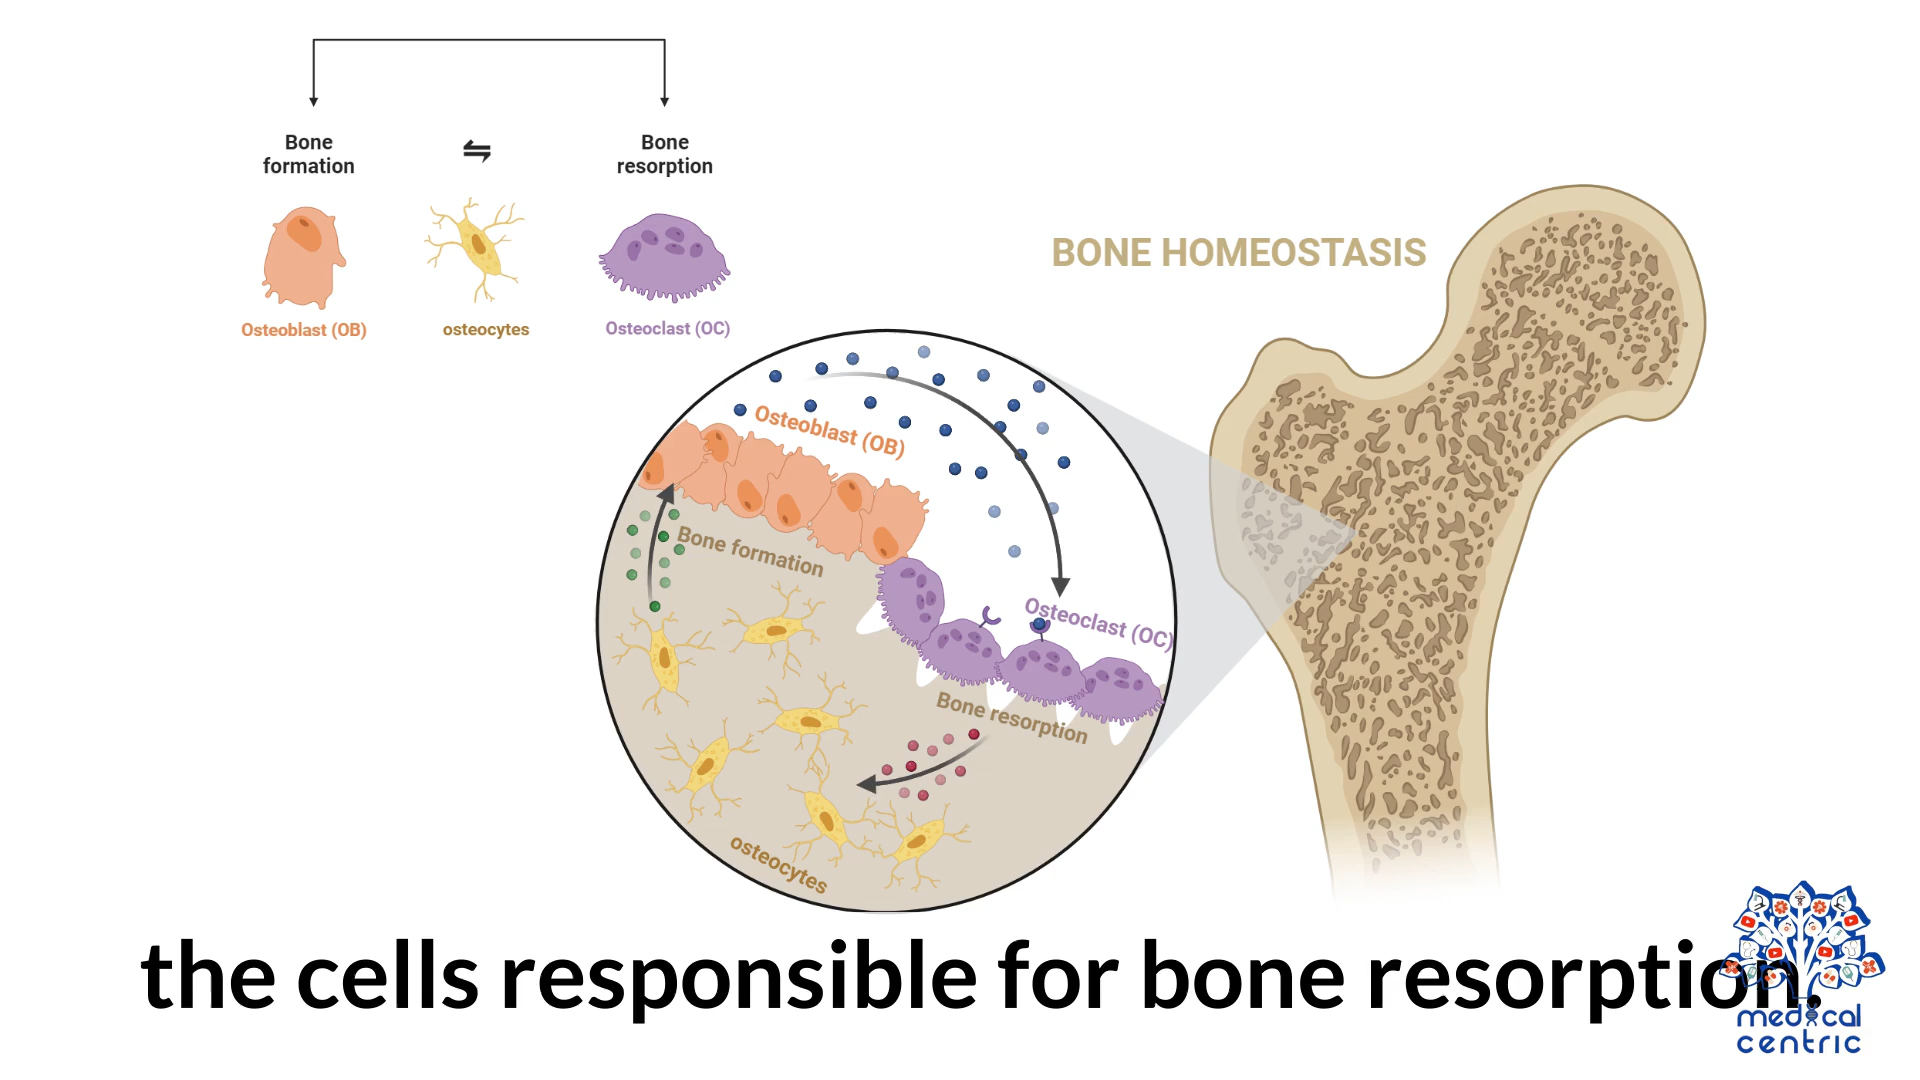 Bone
formation
⇋
Bone
resorption
Osteoblast (OB)
osteocytes
Osteoclast (OC)
BONE HOMEOSTASIS
Osteoblast (OB)
Bone formation
Osteoclast (OC)
Bone resorption
osteocytes
the cells responsible for bone resorption.
medical
centric